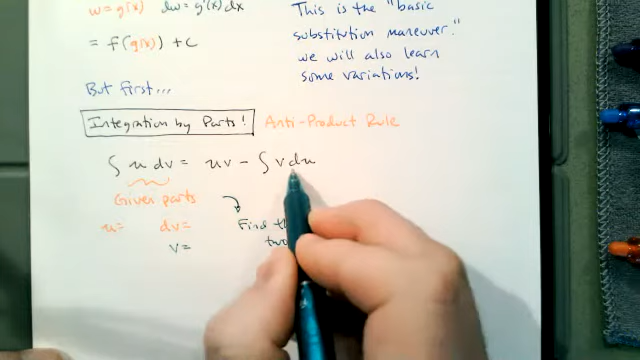 w = g(x) dw = g'(x) dx
= f(g(x)) + c
This is the "basic
substitution maneuver."
we will also learn
some variations!
But first...
Integration by Parts! Anti-Product Rule
∫ u dv = uv - ∫ v du
Given parts
u= dv= Find
v= two